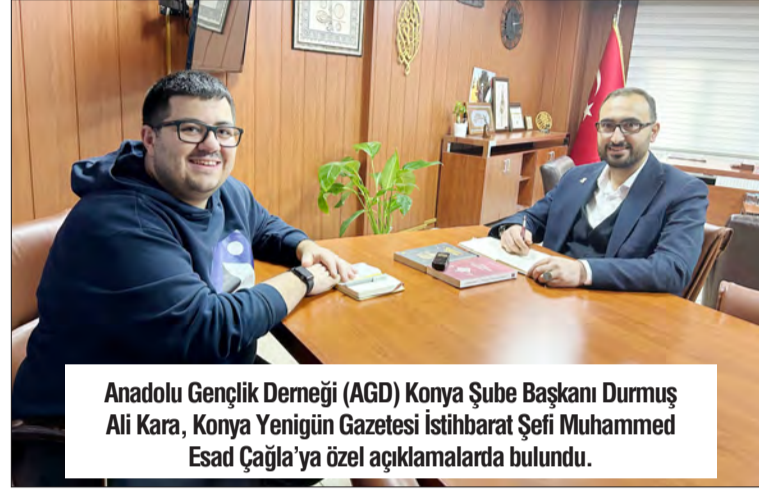 Anadolu Gençlik Derneği (AGD) Konya Şube Başkanı Durmuş
Ali Kara, Konya Yenigün Gazetesi İstihbarat Şefi Muhammed
Esad Çağla’ya özel açıklamalarda bulundu.